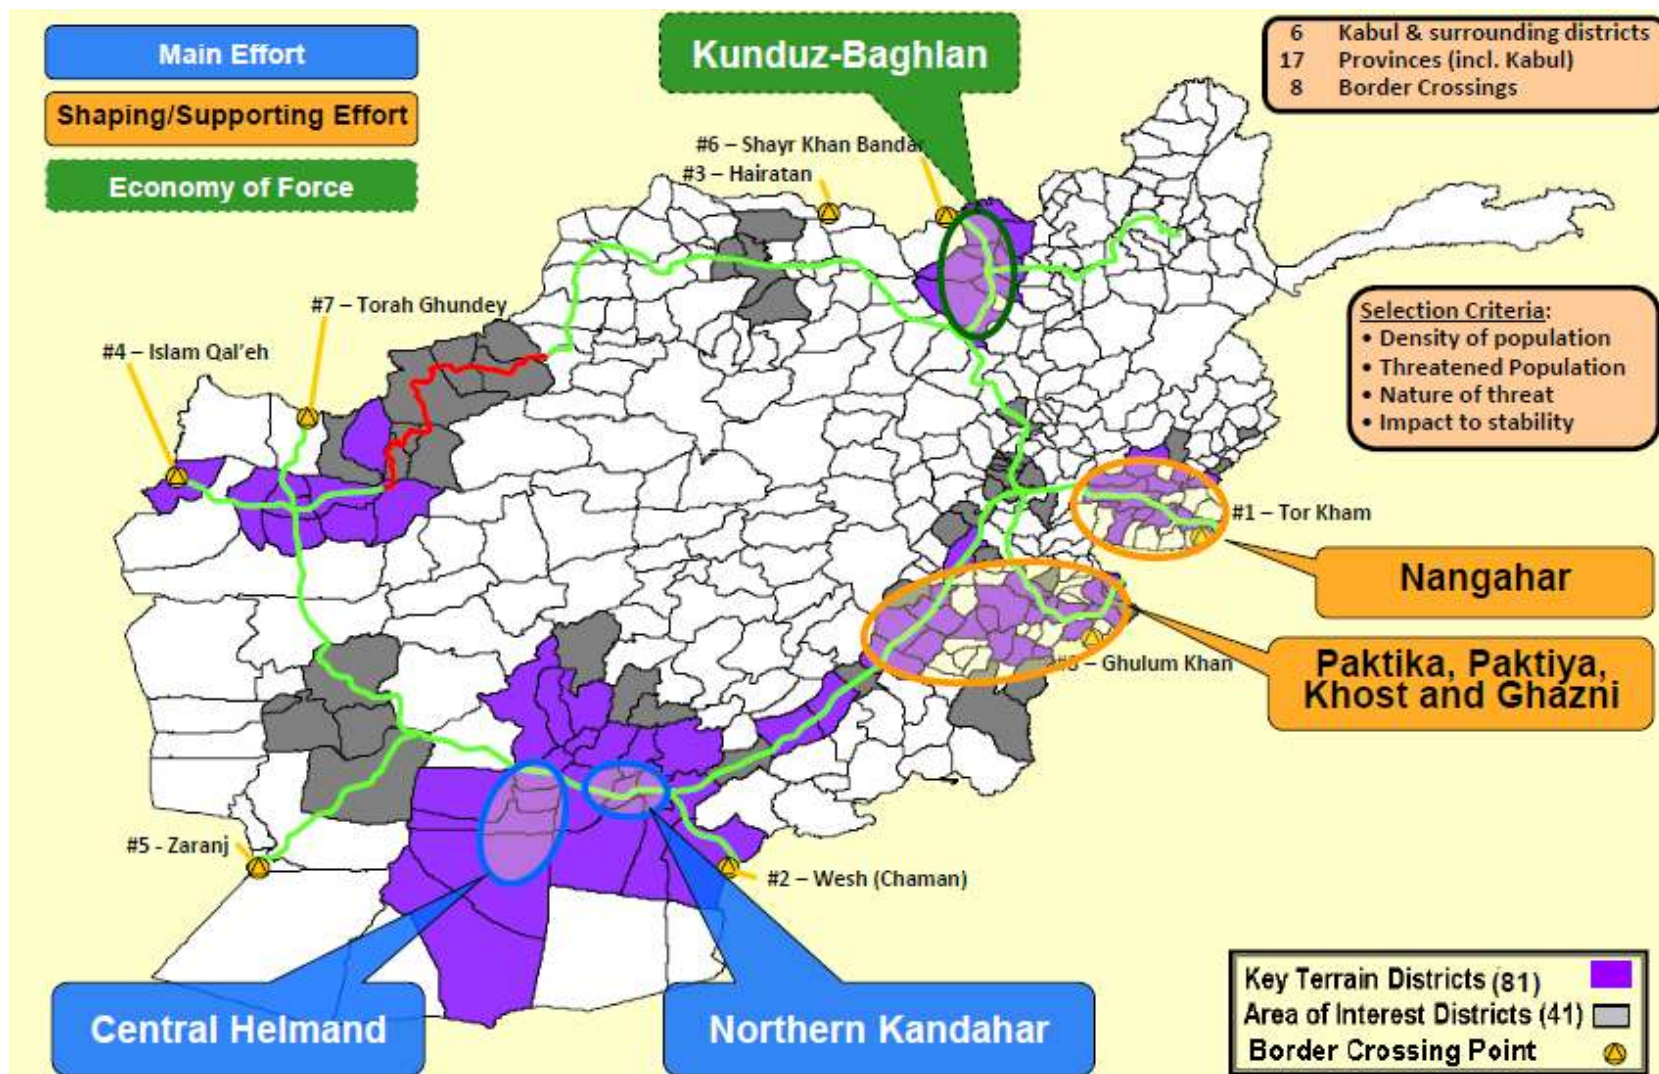 Main Effort
Shaping/Supporting Effort
Economy of Force
Kunduz-Baghlan
6 Kabul & surrounding districts
17 Provinces (incl. Kabul)
8 Border Crossings
#6 – Shayr Khan Bandar
#3 – Hairatan
#7 – Torah Ghundey
#4 – Islam Qal'eh
Selection Criteria:
• Density of population
• Threatened Population
• Nature of threat
• Impact to stability
#1 – Tor Kham
Nangahar
#8 – Ghulum Khan
Paktika, Paktiya,
Khost and Ghazni
#5 - Zaranj
#2 – Wesh (Chaman)
Central Helmand
Northern Kandahar
Key Terrain Districts (81)
Area of Interest Districts (41)
Border Crossing Point